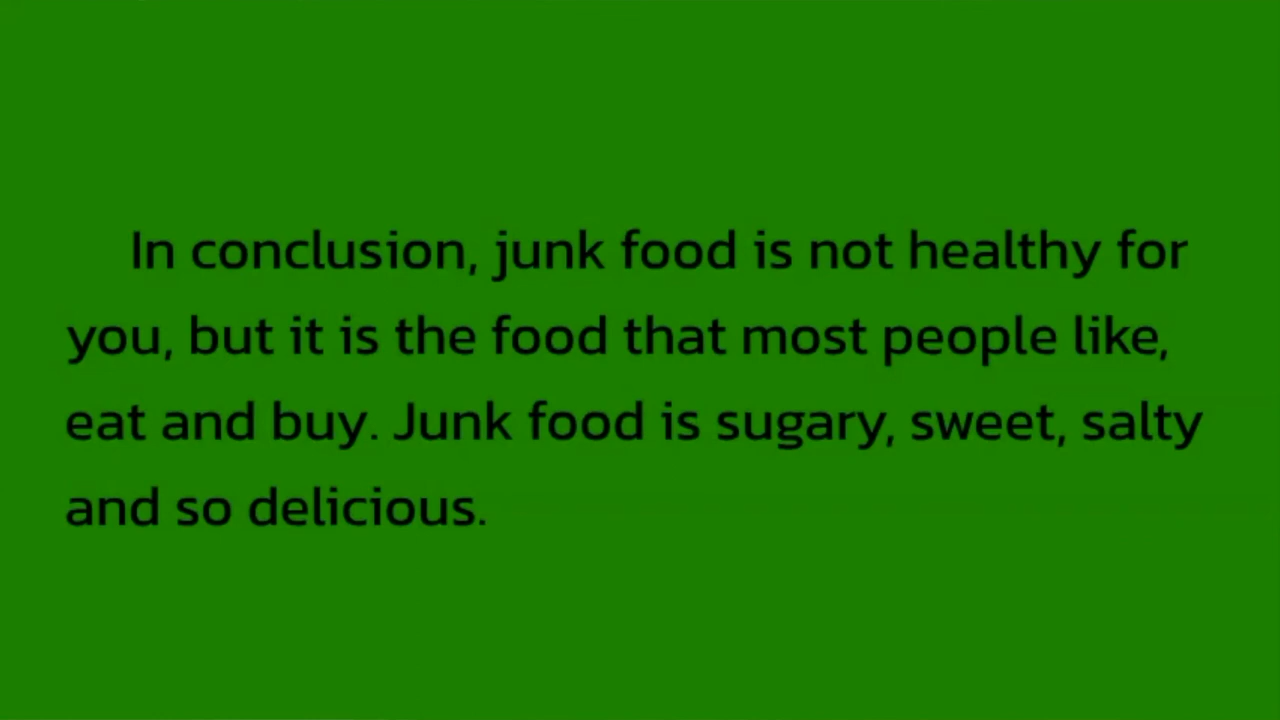 In conclusion, junk food is not healthy for
you, but it is the food that most people like,
eat and buy. Junk food is sugary, sweet, salty
and so delicious.